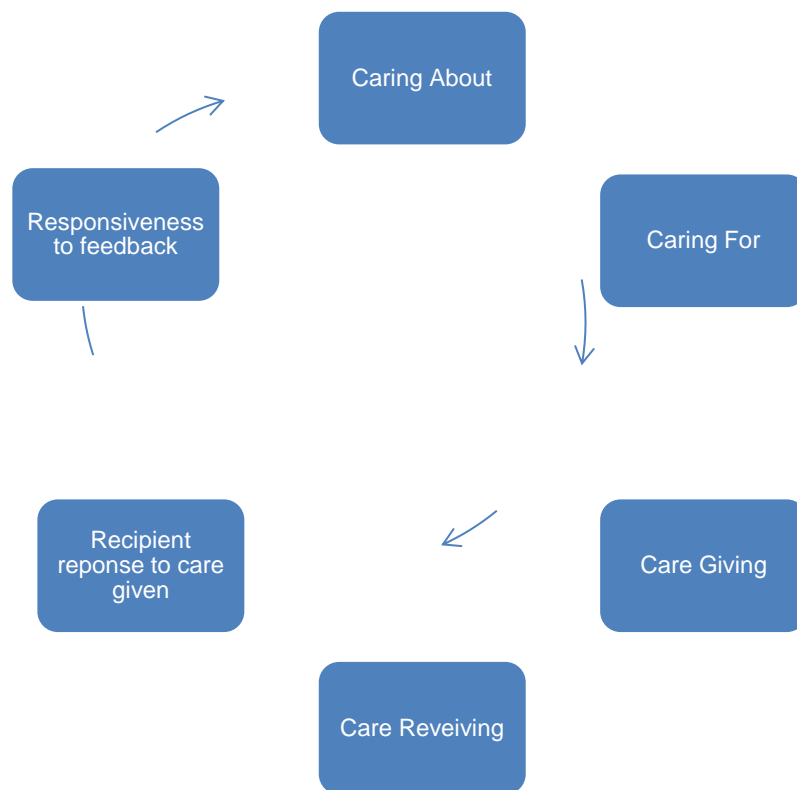 Caring About
Caring For
Care Giving
Care Reveiving
Recipient
reponse to care
given
Responsiveness
to feedback